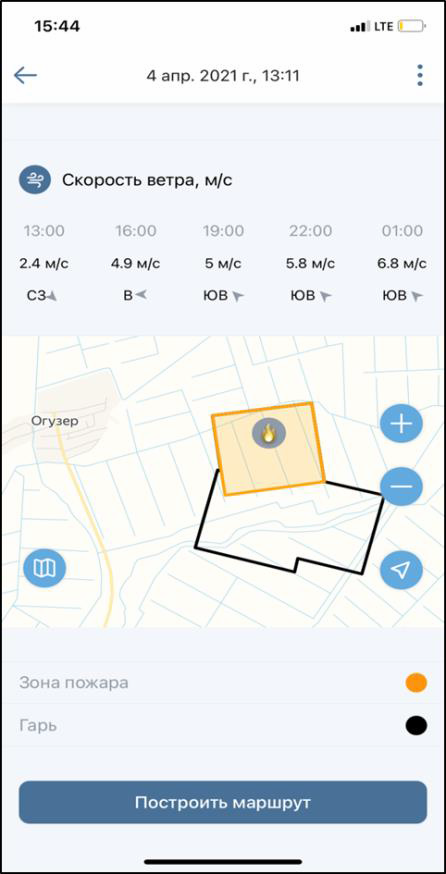 15:44 LTE
4 апр. 2021 г., 13:11
Скорость ветра, м/с
13:00 16:00 19:00 22:00 01:00
2.4 м/с 4.9 м/с 5 м/с 5.8 м/с 6.8 м/с
СЗ В ЮВ ЮВ ЮВ
Огузер
Зона пожара
Гарь
Построить маршрут